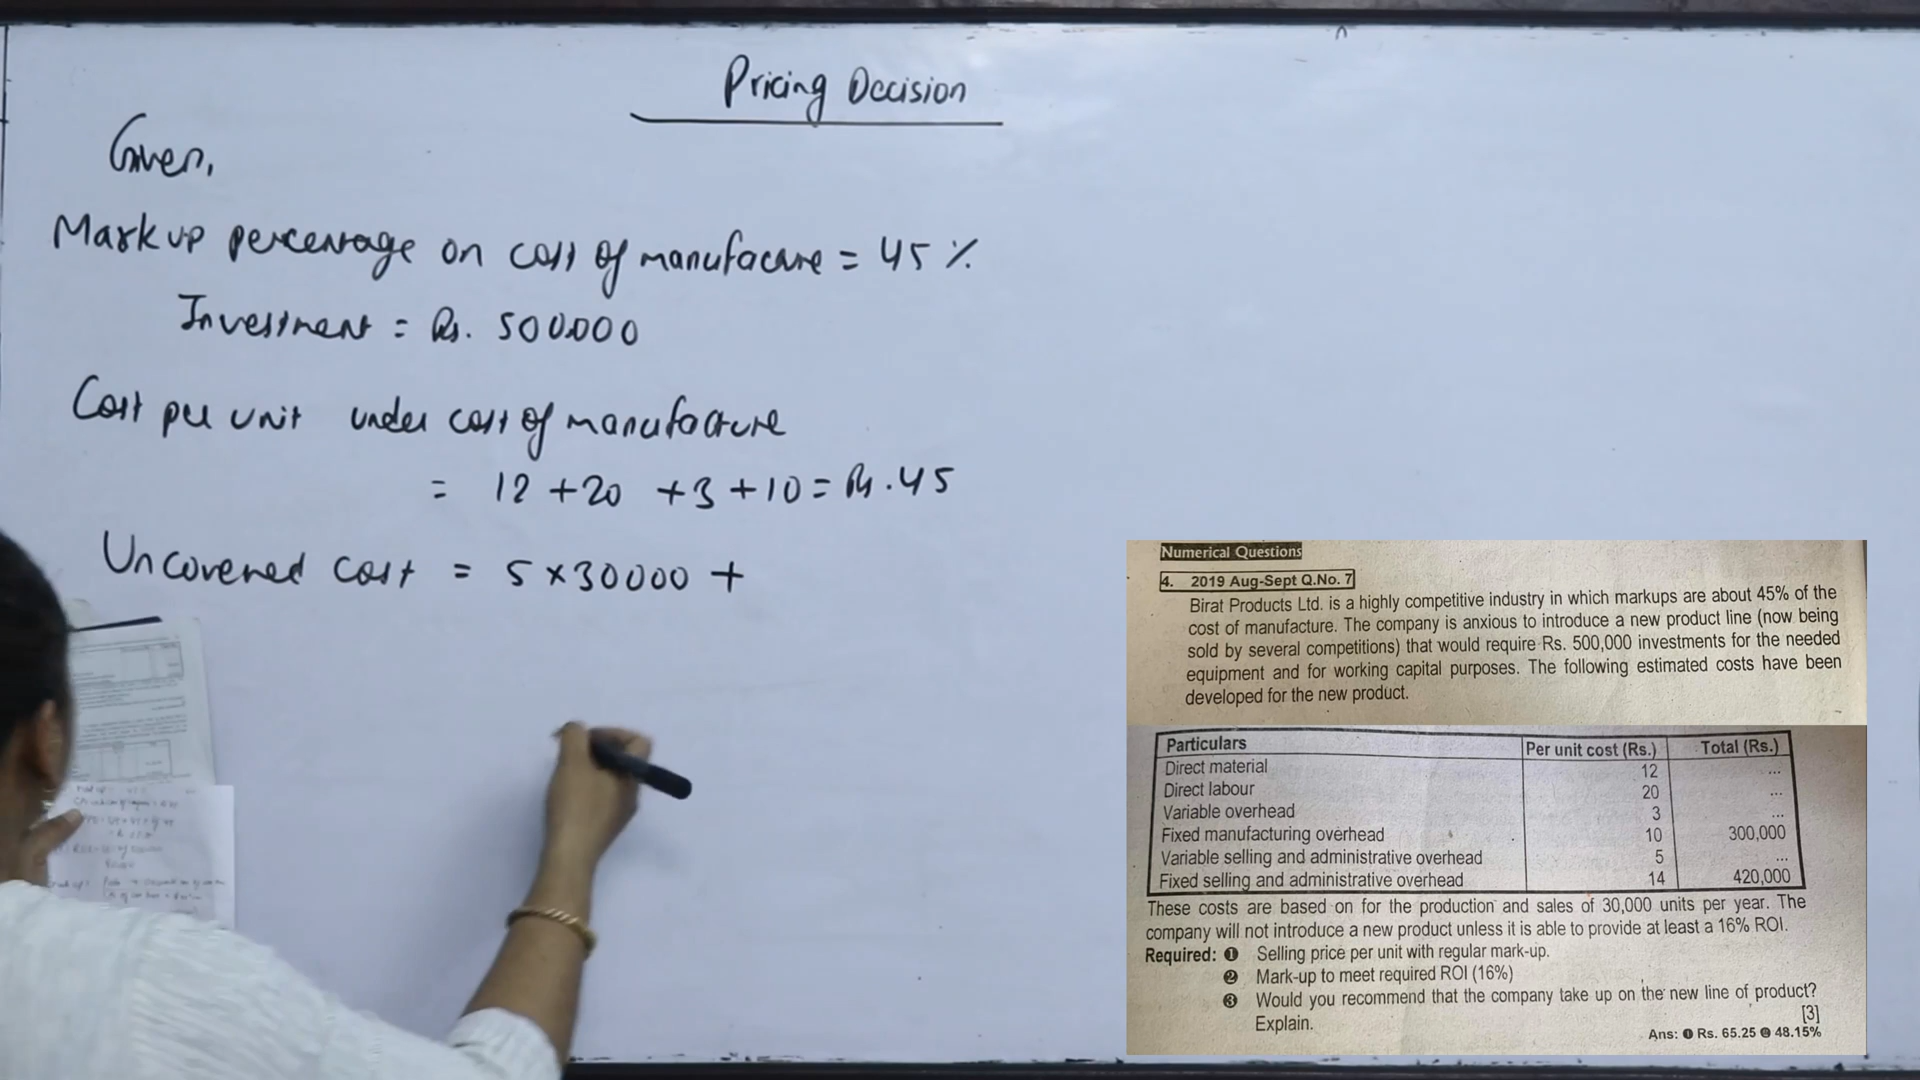 Pricing Decision
Given,
Markup percentage on cost of manufacture = 45 %
Investment = Rs. 500000
Cost per unit under cost of manufacture
= 12 + 20 + 3 + 10 = Rs. 45
Uncovered cost = 5 × 30000 +
Numerical Questions
4. 2019 Aug-Sept Q.No. 7
Birat Products Ltd. is a highly competitive industry in which markups are about 45% of the
cost of manufacture. The company is anxious to introduce a new product line (now being
sold by several competitions) that would require Rs. 500,000 investments for the needed
equipment and for working capital purposes. The following estimated costs have been
developed for the new product.
Particulars Per unit cost (Rs.) Total (Rs.)
Direct material 12 ...
Direct labour 20 ...
Variable overhead 3 ...
Fixed manufacturing overhead 10 300,000
Variable selling and administrative overhead 5 ...
Fixed selling and administrative overhead 14 420,000
These costs are based on for the production and sales of 30,000 units per year. The
company will not introduce a new product unless it is able to provide at least a 16% ROI.
Required: ❶ Selling price per unit with regular mark-up.
❷ Mark-up to meet required ROI (16%)
❸ Would you recommend that the company take up on the new line of product?
Explain. [3]
Ans: ❶ Rs. 65.25 ❷ 48.15%